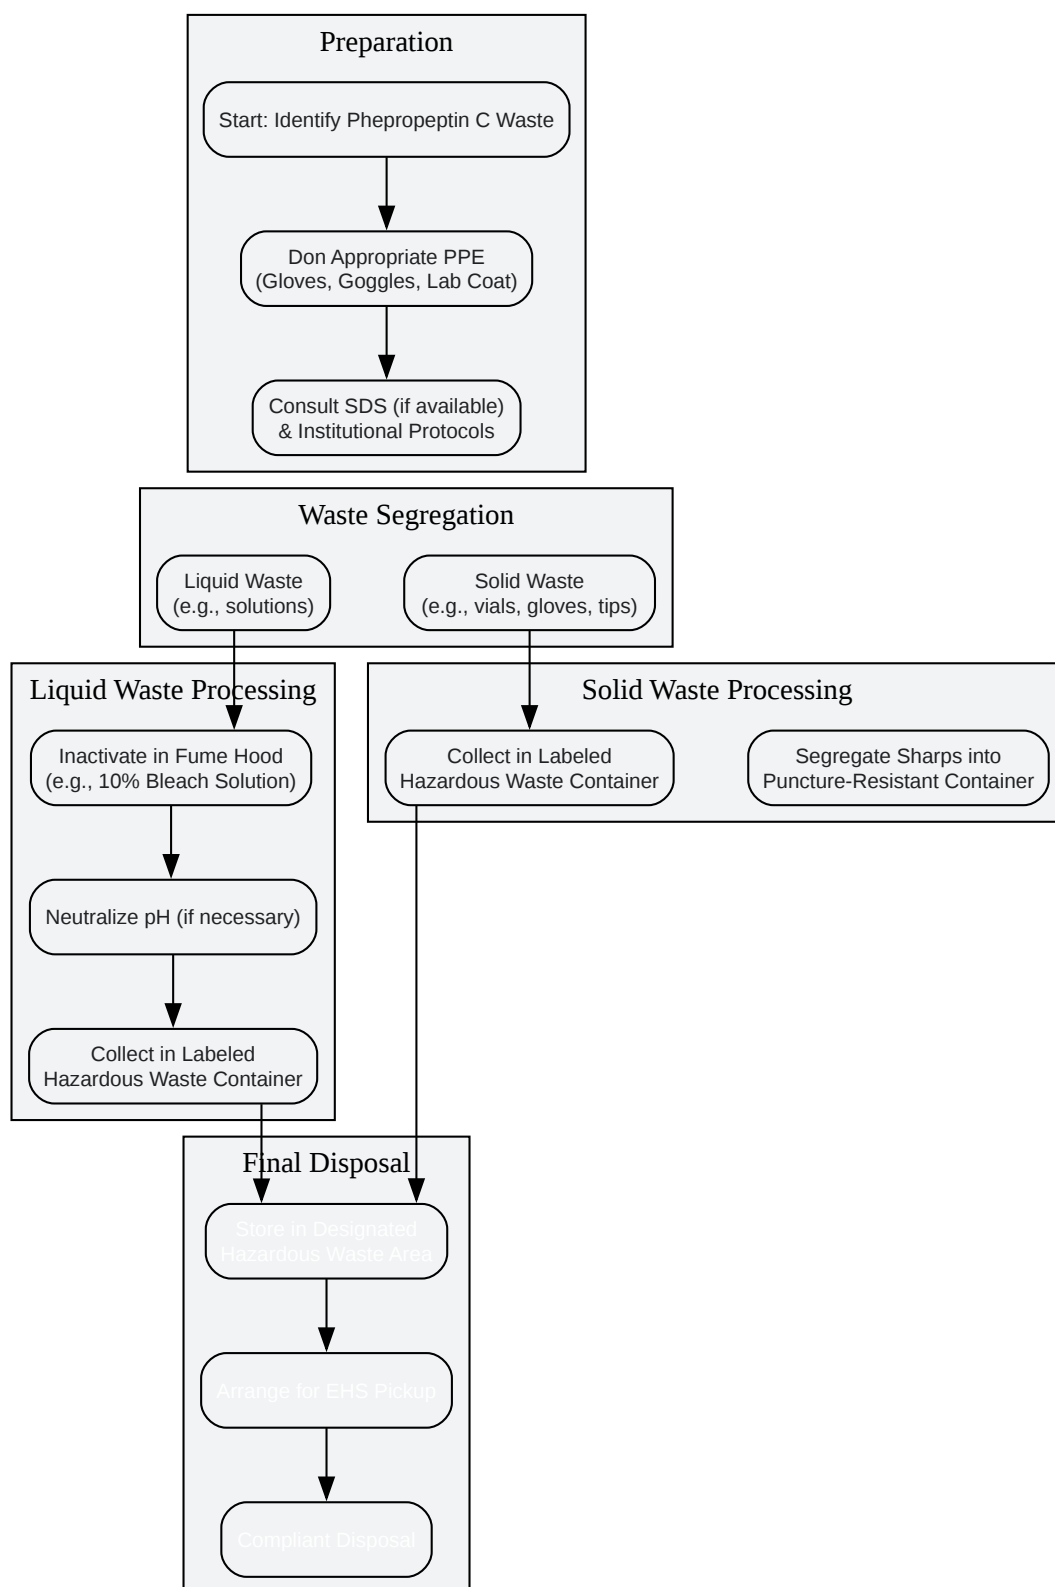 Preparation
Start: Identify Phepropeptin C Waste
Don Appropriate PPE
(Gloves, Goggles, Lab Coat)
Consult SDS (if available)
& Institutional Protocols
Waste Segregation
Liquid Waste
(e.g., solutions)
Solid Waste
(e.g., vials, gloves, tips)
Liquid Waste Processing
Inactivate in Fume Hood
(e.g., 10% Bleach Solution)
Neutralize pH (if necessary)
Collect in Labeled
Hazardous Waste Container
Solid Waste Processing
Collect in Labeled
Hazardous Waste Container
Segregate Sharps into
Puncture-Resistant Container
Final Disposal
Store in Designated
Hazardous Waste Area
Arrange for EHS Pickup
Compliant Disposal